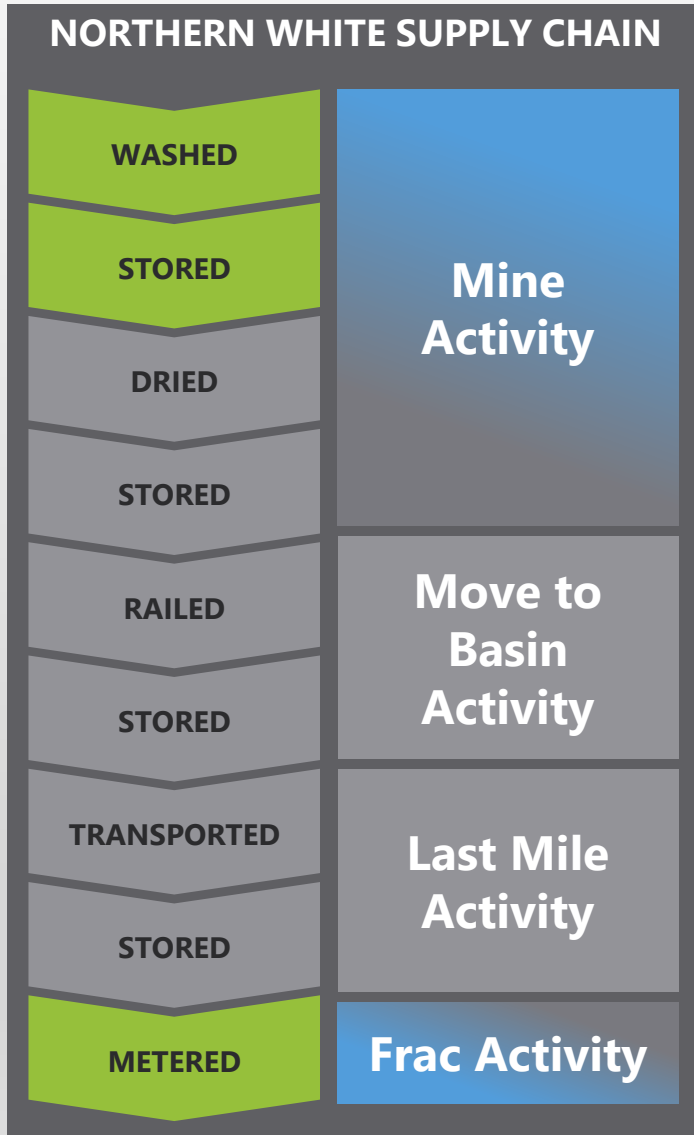 NORTHERN WHITE SUPPLY CHAIN
WASHED
STORED
DRIED
STORED
Mine
Activity
RAILED
STORED
Move to
Basin
Activity
TRANSPORTED
STORED
Last Mile
Activity
METERED
Frac Activity